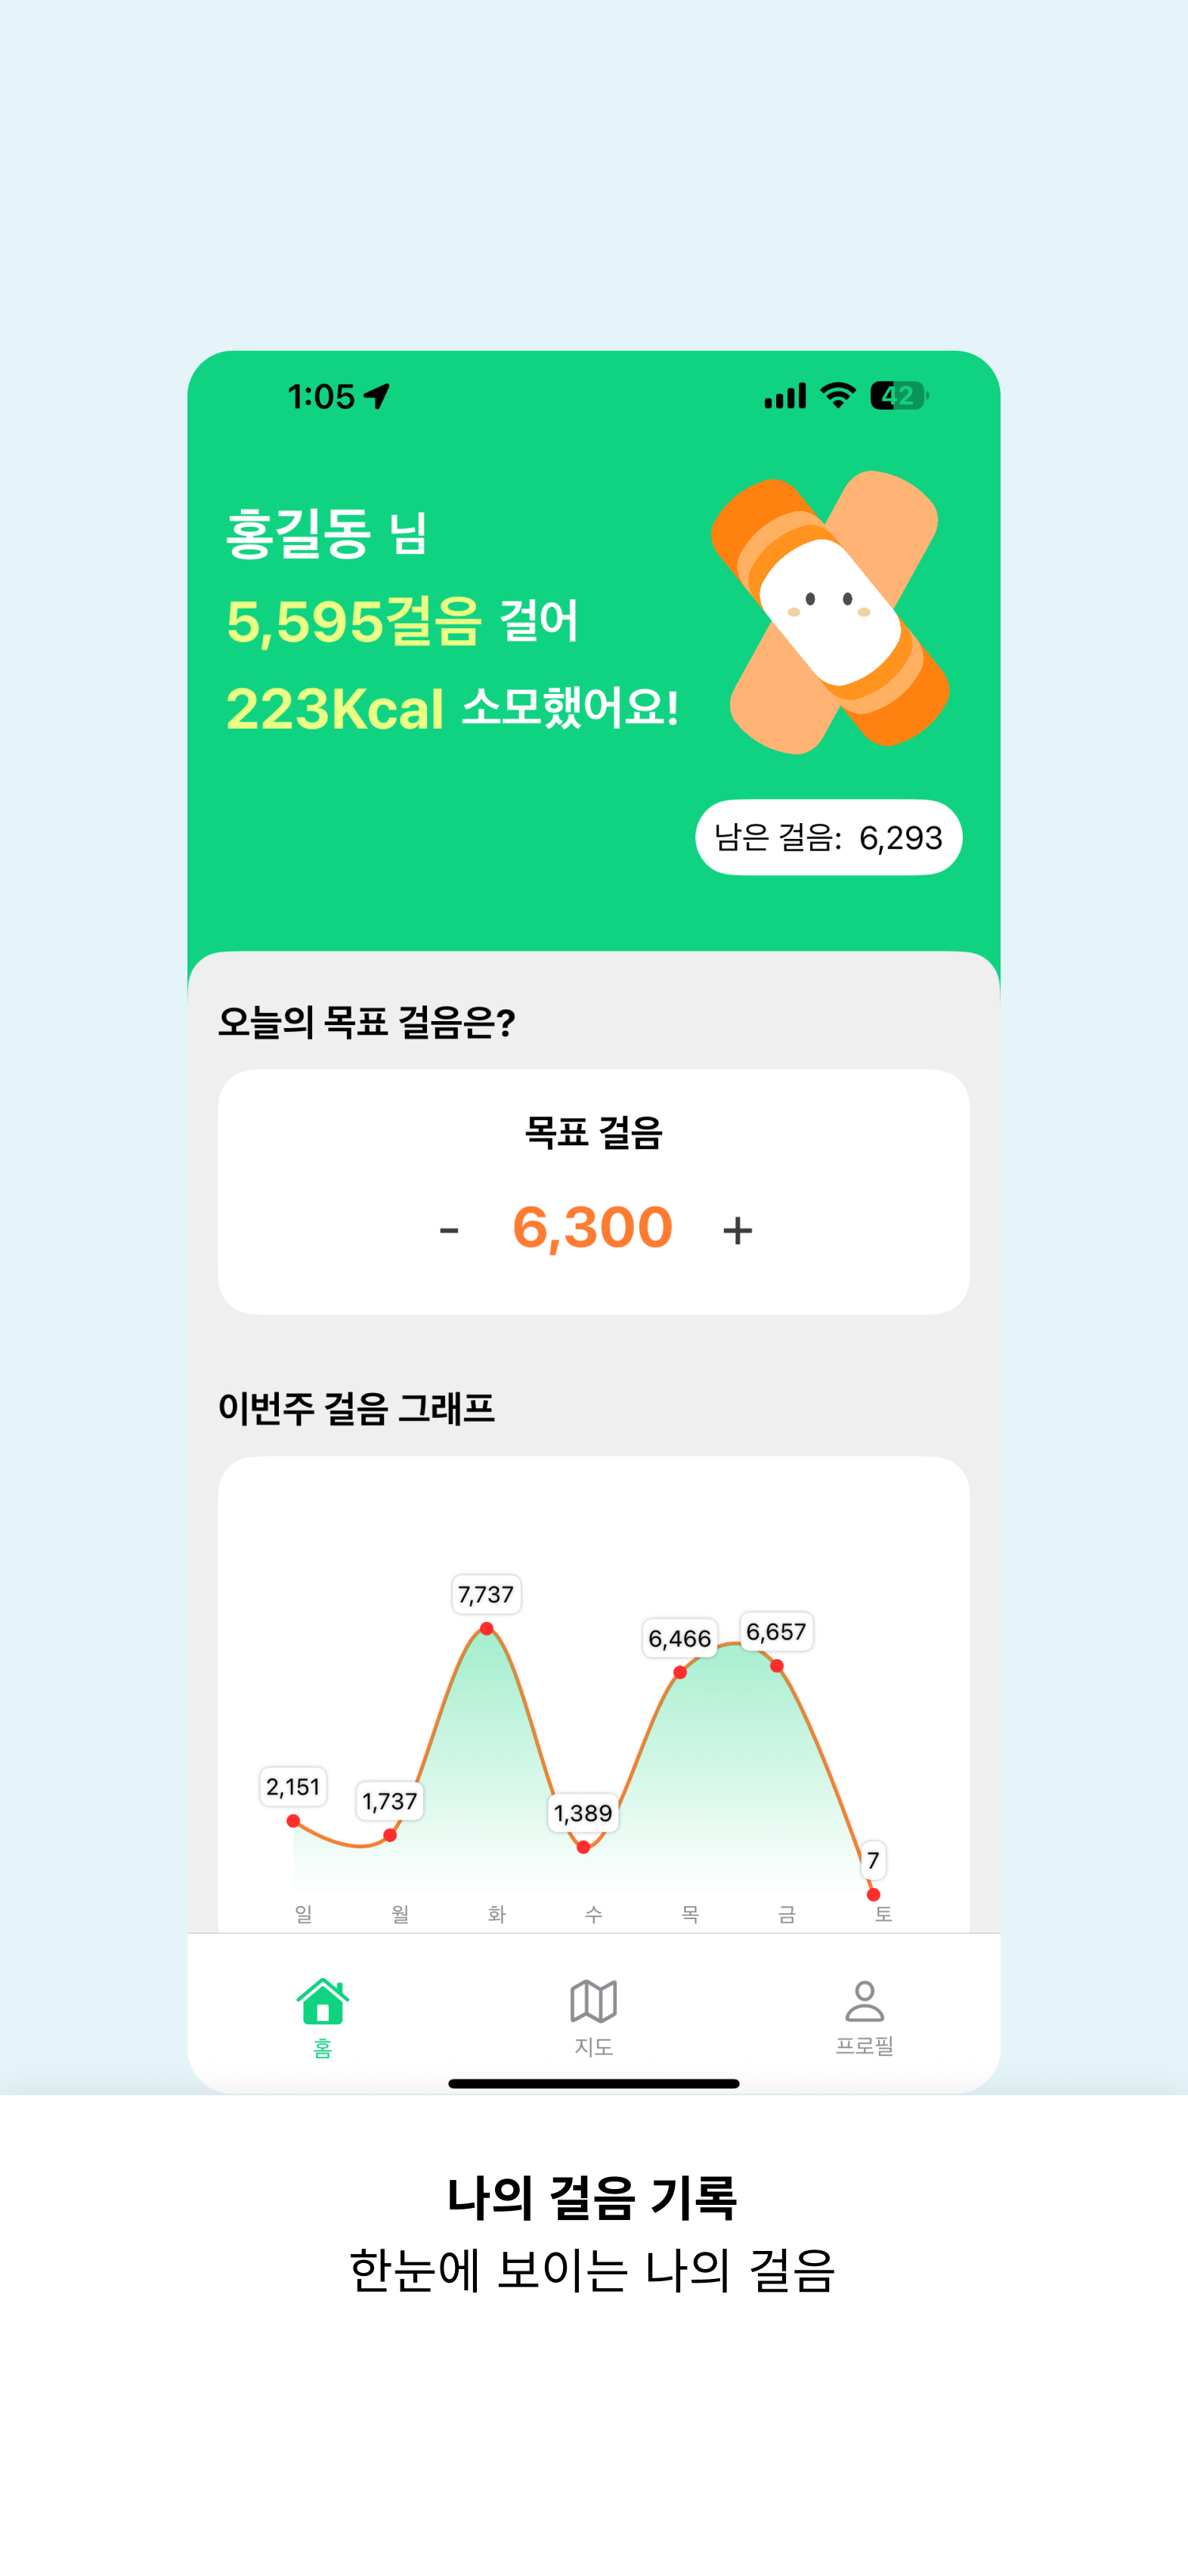 1:05
42
홍길동 님
5,595걸음 걸어
223Kcal 소모했어요!
남은 걸음: 6,293
오늘의 목표 걸음은?
목표 걸음
- 6,300 +
이번주 걸음 그래프
7,737
6,466
6,657
2,151
1,737
1,389
7
일 월 화 수 목 금 토
홈 지도 프로필
나의 걸음 기록
한눈에 보이는 나의 걸음